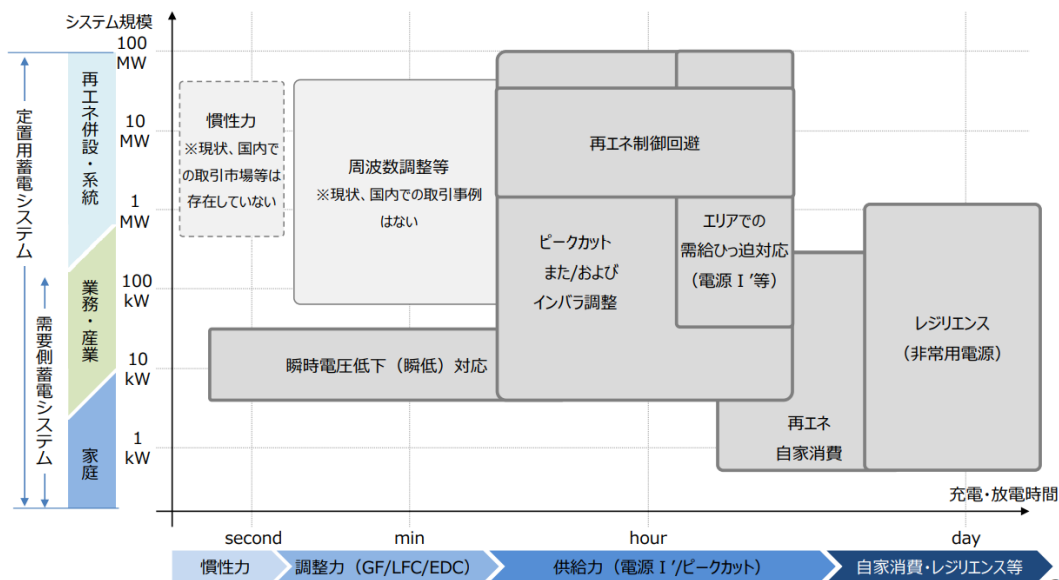 システム規模
100
MW
10
MW
1
MW
100
kW
10
kW
1
kW
定置用蓄電システム
需要側蓄電システム
再エネ併設・系統
業務・産業
家庭
慣性力
※現状、国内で
の取引市場等は
存在していない
周波数調整等
※現状、国内での取引事例
はない
再エネ制御回避
ピークカット
また/および
インバラ調整
エリアでの
需給ひっ迫対応
(電源Ⅰ’等)
瞬時電圧低下(瞬低)対応
再エネ
自家消費
レジリエンス
(非常用電源)
充電・放電時間
second
min
hour
day
慣性力
調整力(GF/LFC/EDC)
供給力(電源Ⅰ’/ピークカット)
自家消費・レジリエンス等